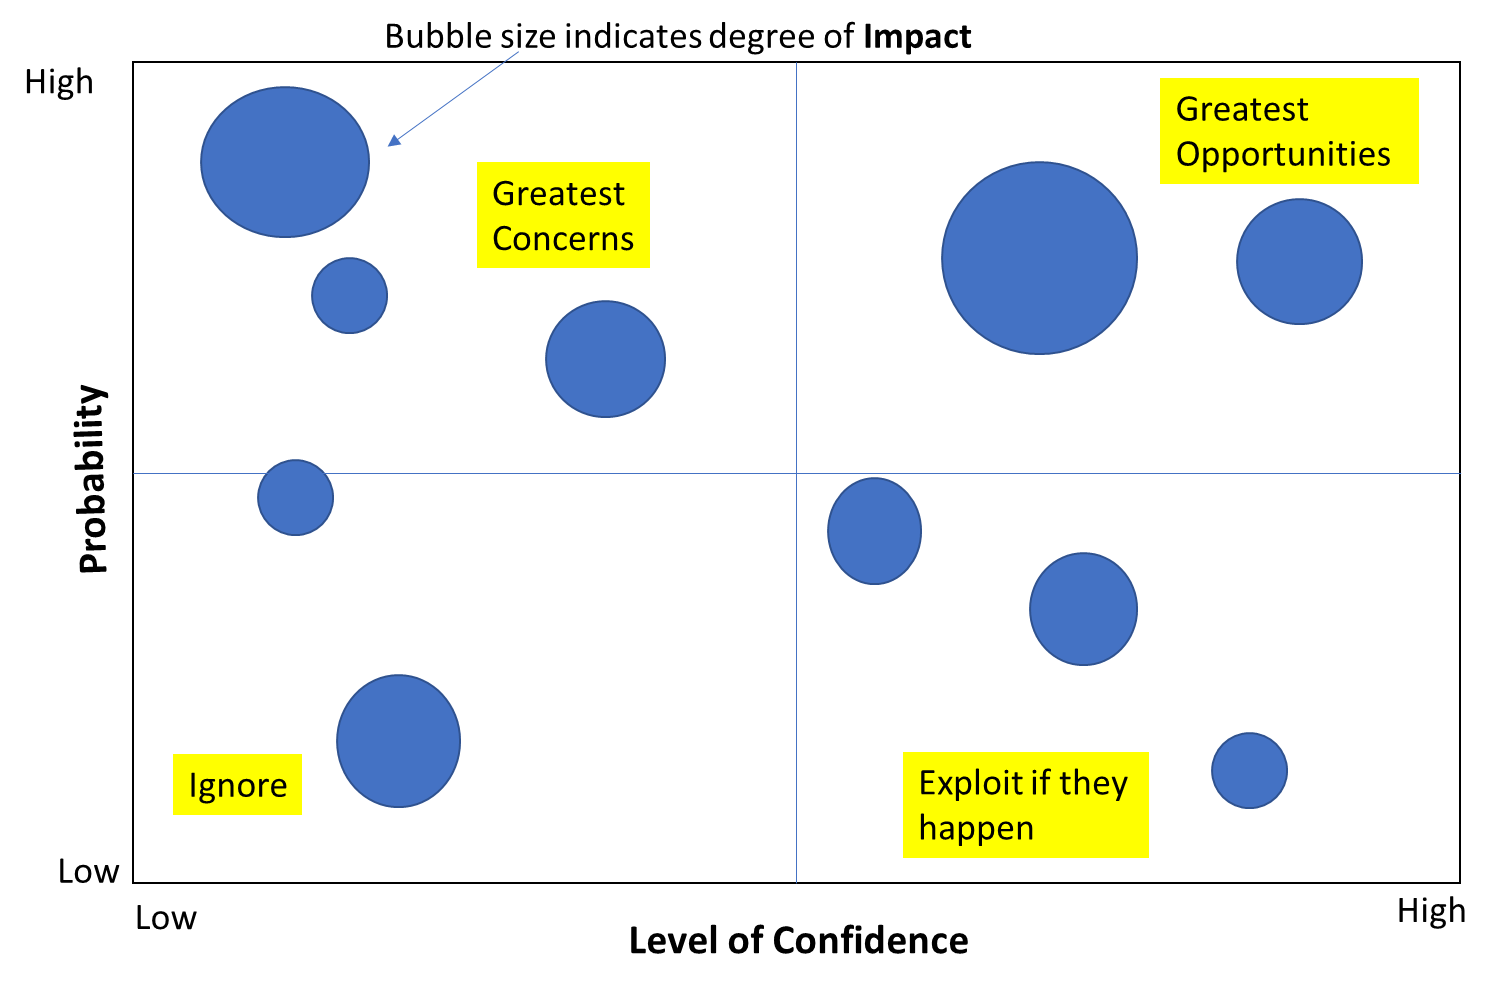 Bubble size indicates degree of Impact
High
Greatest
Opportunities
Greatest
Concerns
Probability
Ignore
Exploit if they
happen
Low
Low
High
Level of Confidence